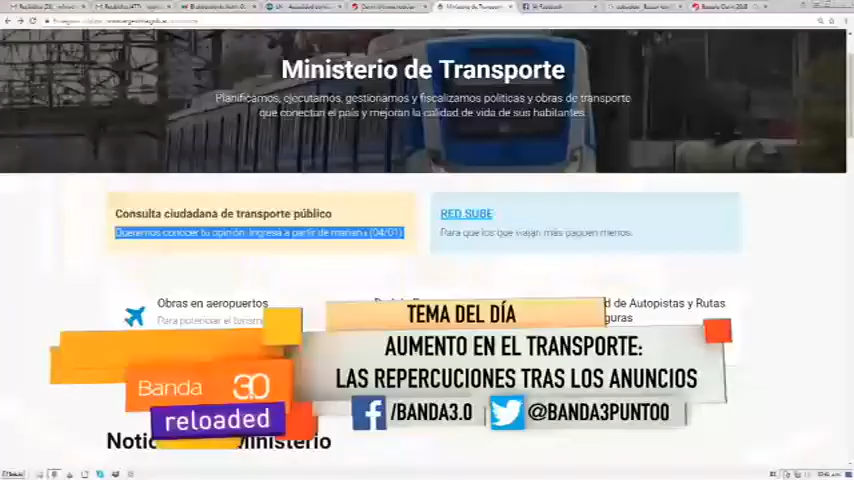 Ministerio de Transporte
Planificamos, ejecutamos, gestionamos y fiscalizamos políticas y obras de transporte
que conectan el país y mejoran la calidad de vida de sus habitantes.
Consulta ciudadana de transporte público
Queremos conocer tu opinión. Ingresá a partir de mañana (04/01).
RED SUBE
Para que los que viajan más paguen menos.
Obras en aeropuertos
d de Autopistas y Rutas
Para potenciar el turism
guras
TEMA DEL DÍA
AUMENTO EN EL TRANSPORTE:
LAS REPERCUCIONES TRAS LOS ANUNCIOS
Banda 3.0
reloaded
f /BANDA3.0
@BANDA3PUNTO0
Notic
inisterio